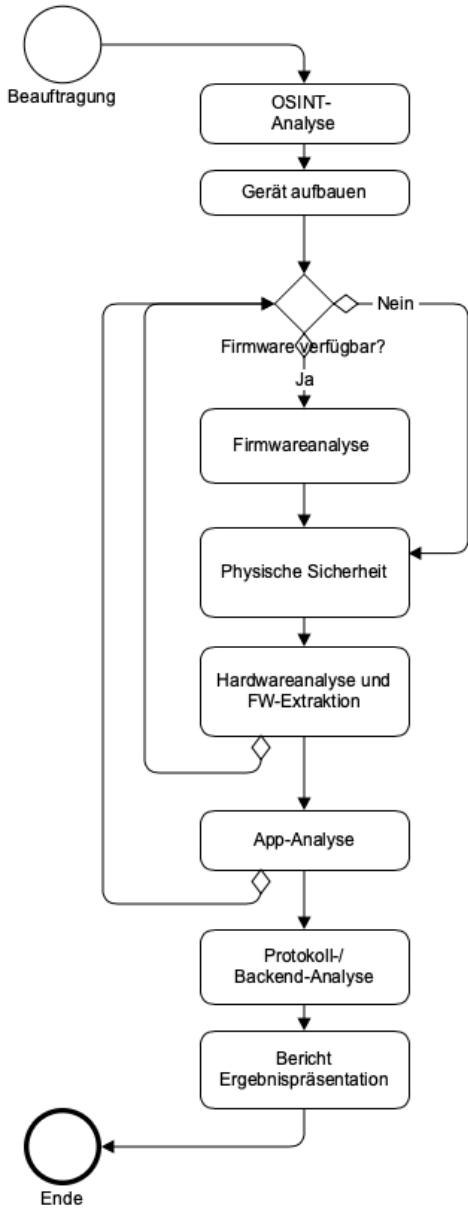 Beauftragung
OSINT-
Analyse
Gerät aufbauen
Nein
Firmware verfügbar?
Ja
Firmwareanalyse
Physische Sicherheit
Hardwareanalyse und
FW-Extraktion
App-Analyse
Protokoll-/
Backend-Analyse
Bericht
Ergebnispräsentation
Ende